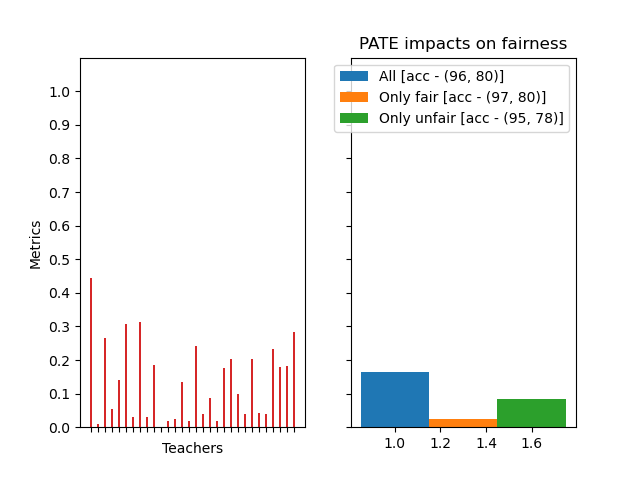 PATE impacts on fairness
All [acc - (96, 80)]
Only fair [acc - (97, 80)]
Only unfair [acc - (95, 78)]
1.0
0.9
0.8
0.7
0.6
0.5
0.4
0.3
0.2
0.1
0.0
Metrics
Teachers
1.0 1.2 1.4 1.6